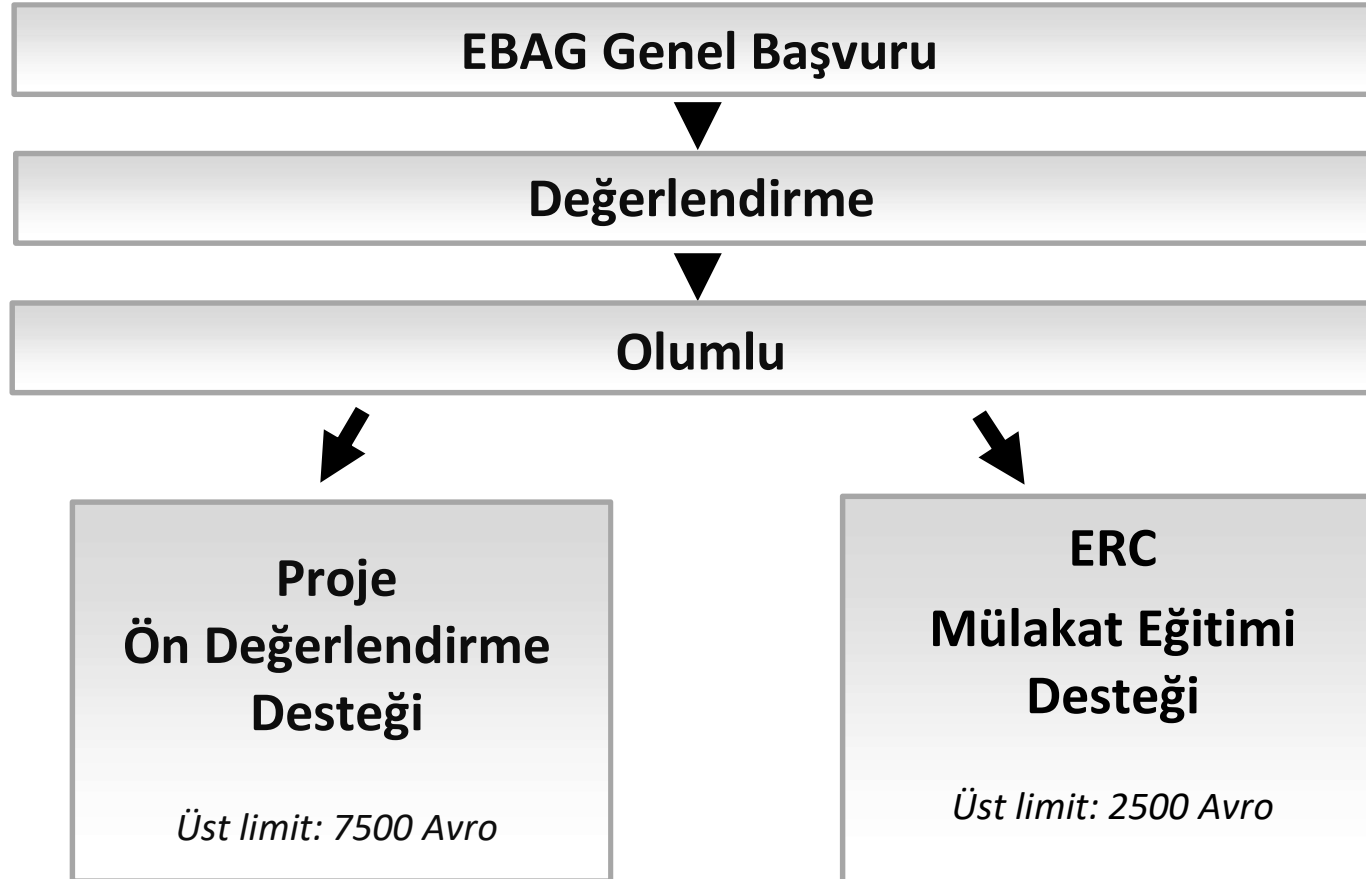 EBAG Genel Başvuru
Değerlendirme
Olumlu
Proje
Ön Değerlendirme
Desteği
Üst limit: 7500 Avro
ERC
Mülakat Eğitimi
Desteği
Üst limit: 2500 Avro